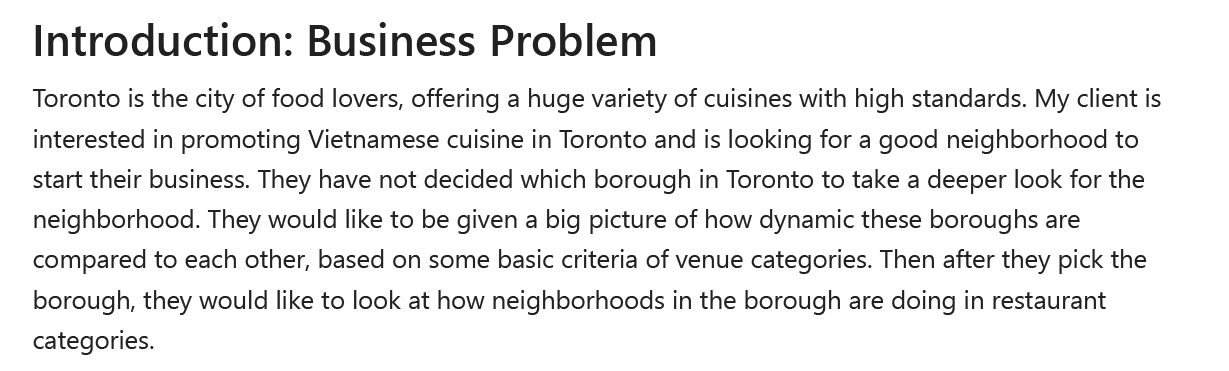 Introduction: Business Problem
Toronto is the city of food lovers, offering a huge variety of cuisines with high standards. My client is
interested in promoting Vietnamese cuisine in Toronto and is looking for a good neighborhood to
start their business. They have not decided which borough in Toronto to take a deeper look for the
neighborhood. They would like to be given a big picture of how dynamic these boroughs are
compared to each other, based on some basic criteria of venue categories. Then after they pick the
borough, they would like to look at how neighborhoods in the borough are doing in restaurant
categories.